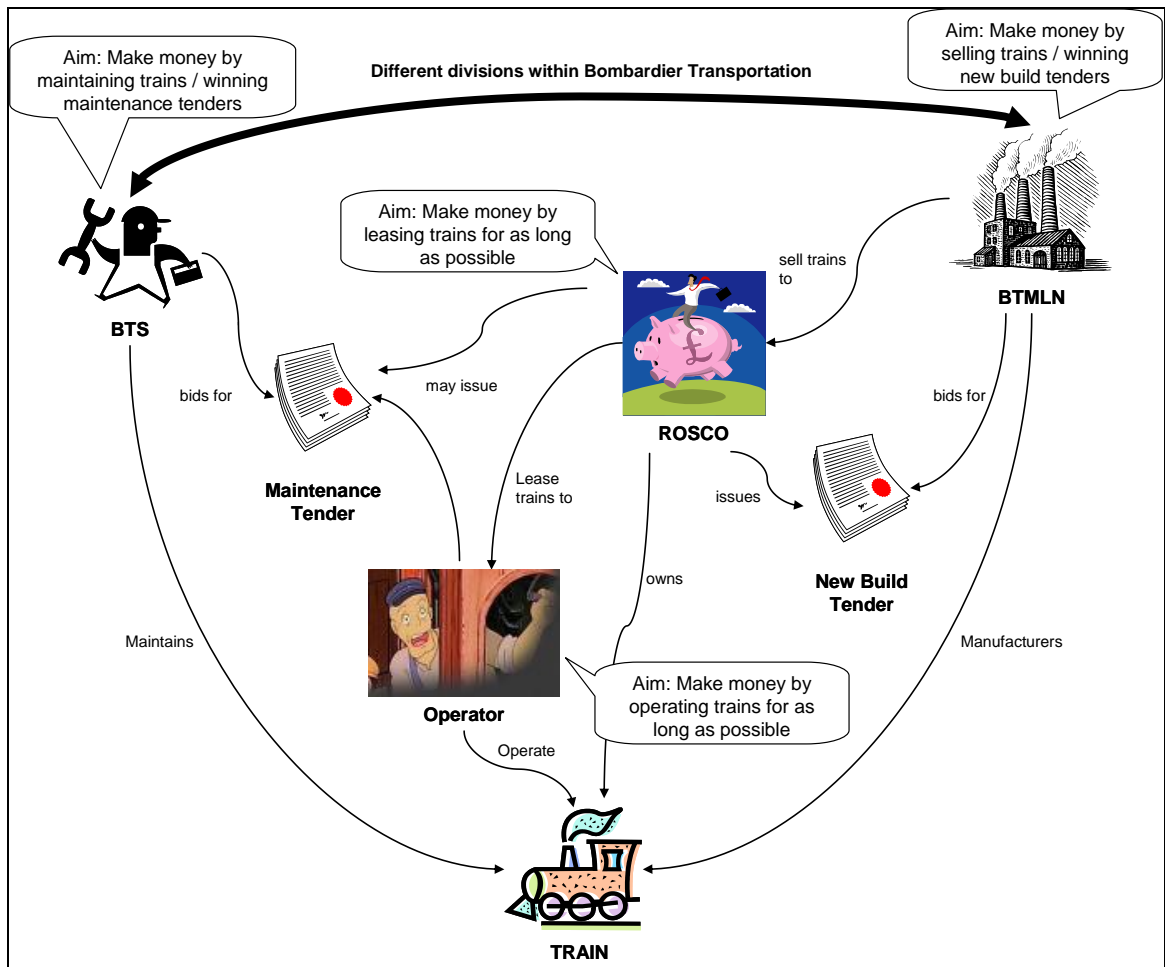 Aim: Make money by
maintaining trains / winning
maintenance tenders
Different divisions within Bombardier Transportation
Aim: Make money by
selling trains / winning
new build tenders
Aim: Make money by
leasing trains for as long
as possible
sell trains
to
BTS
BTMLN
£
bids for
may issue
bids for
ROSCO
Maintenance
Tender
Lease
trains to
issues
owns
New Build
Tender
Maintains
Manufacturers
Aim: Make money by
operating trains for as
long as possible
Operator
Operate
TRAIN